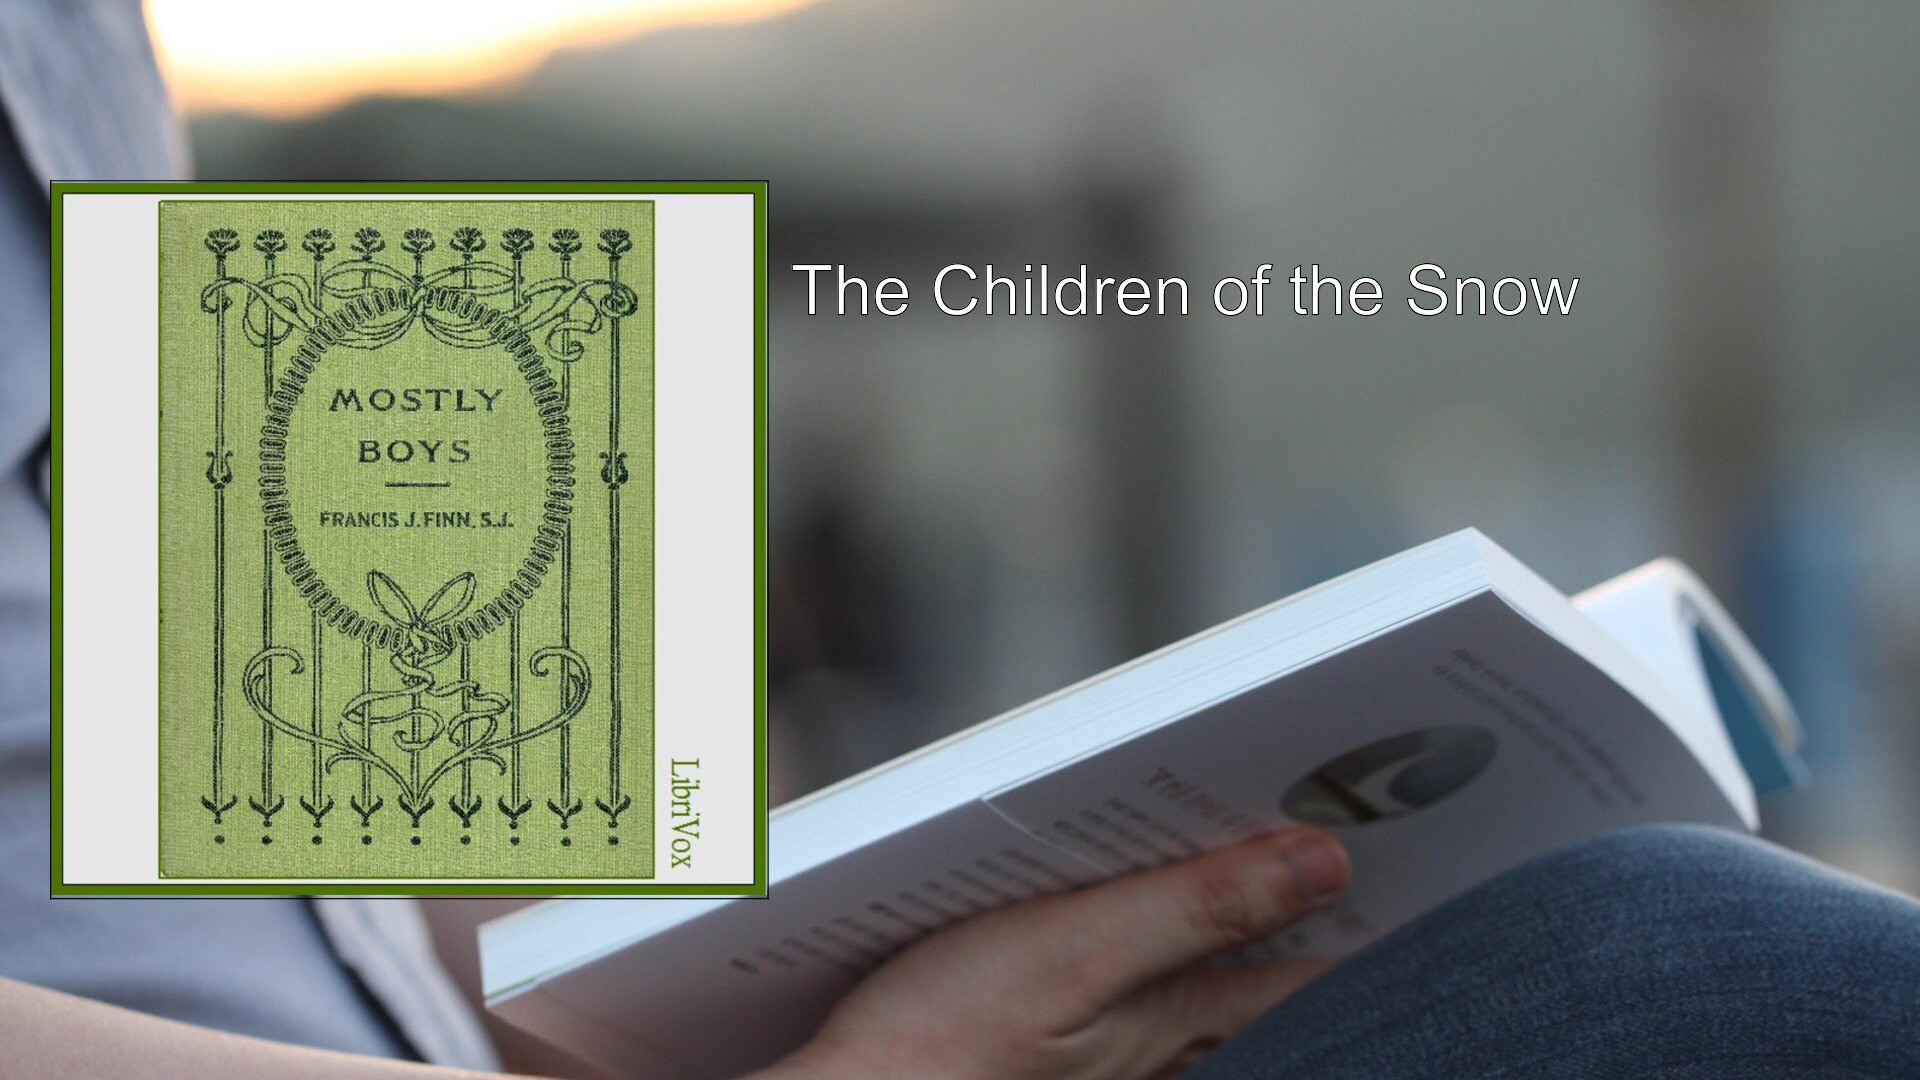 MOSTLY
BOYS
FRANCIS J. FINN, S.J.
LibriVox
The Children of the Snow